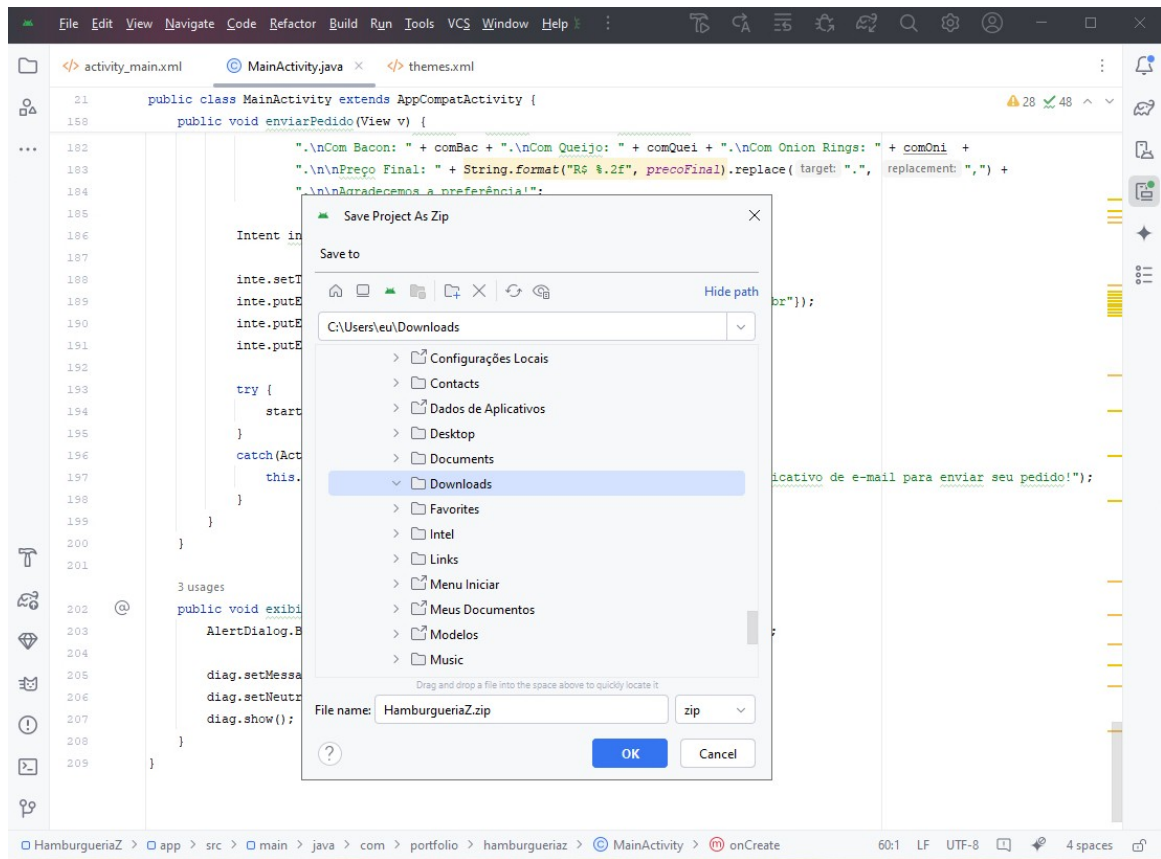 File Edit View Navigate Code Refactor Build Run Tools VCS Window Help
activity_main.xml MainActivity.java themes.xml
21 public class MainActivity extends AppCompatActivity { 28 48
158 public void enviarPedido(View v) {
182 ".\nCom Bacon: " + comBac + ".\nCom Queijo: " + comQuei + ".\nCom Onion Rings: " + comOni +
183 ".\n\nPreço Final: " + String.format("R$ %.2f", precoFinal).replace( target: ".", replacement: ",") +
184 ".\n\nAgradecemos a preferência!";
185
186 Intent in
187
188 inte.setT
189 inte.putE br"});
190 inte.putE
191 inte.putE
192
193 try {
194 start
195 }
196 catch(Act
197 this. icativo de e-mail para enviar seu pedido!");
198 }
199 }
200 }
201
3 usages
202 public void exibi
203 AlertDialog.B ;
204
205 diag.setMessa
206 diag.setNeutr
207 diag.show();
208 }
209 }
Save Project As Zip
Save to
Hide path
C:\Users\eu\Downloads
Configurações Locais
Contacts
Dados de Aplicativos
Desktop
Documents
Downloads
Favorites
Intel
Links
Menu Iniciar
Meus Documentos
Modelos
Music
Drag and drop a file into the space above to quickly locate it
File name: HamburgueriaZ.zip zip
? OK Cancel
HamburgueriaZ > app > src > main > java > com > portfolio > hamburgueriaz > MainActivity > onCreate 60:1 LF UTF-8 4 spaces